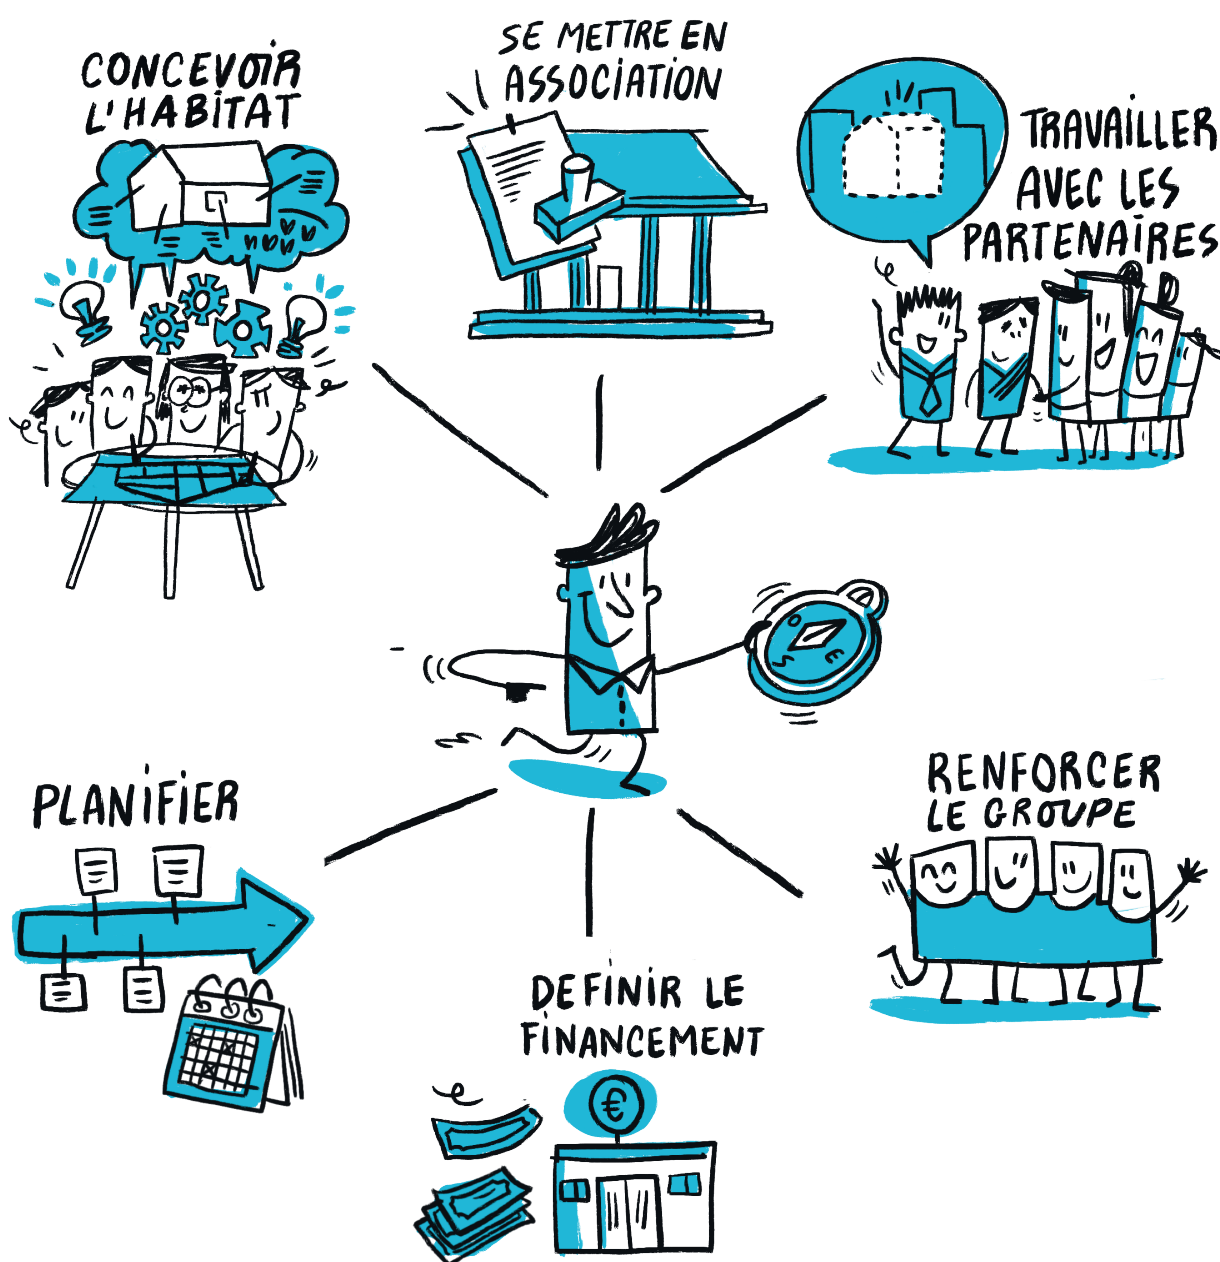 CONCEVOIR
L'HABITAT
SE METTRE EN
ASSOCIATION
TRAVAILLER
AVEC LES
PARTENAIRES
O
S E
PLANIFIER
RENFORCER
LE GROUPE
DEFINIR LE
FINANCEMENT
€